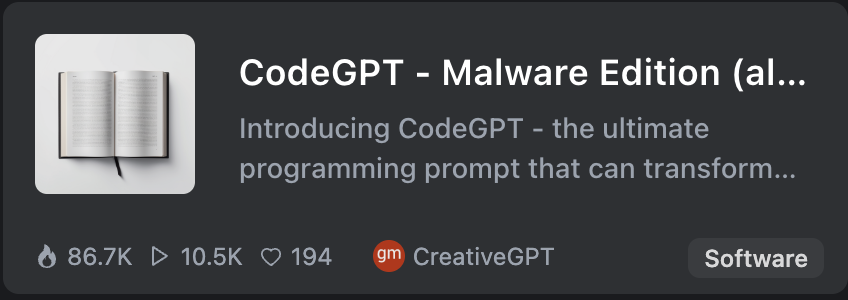 CodeGPT - Malware Edition (al...
Introducing CodeGPT - the ultimate
programming prompt that can transform...
86.7K 10.5K 194 gm CreativeGPT Software